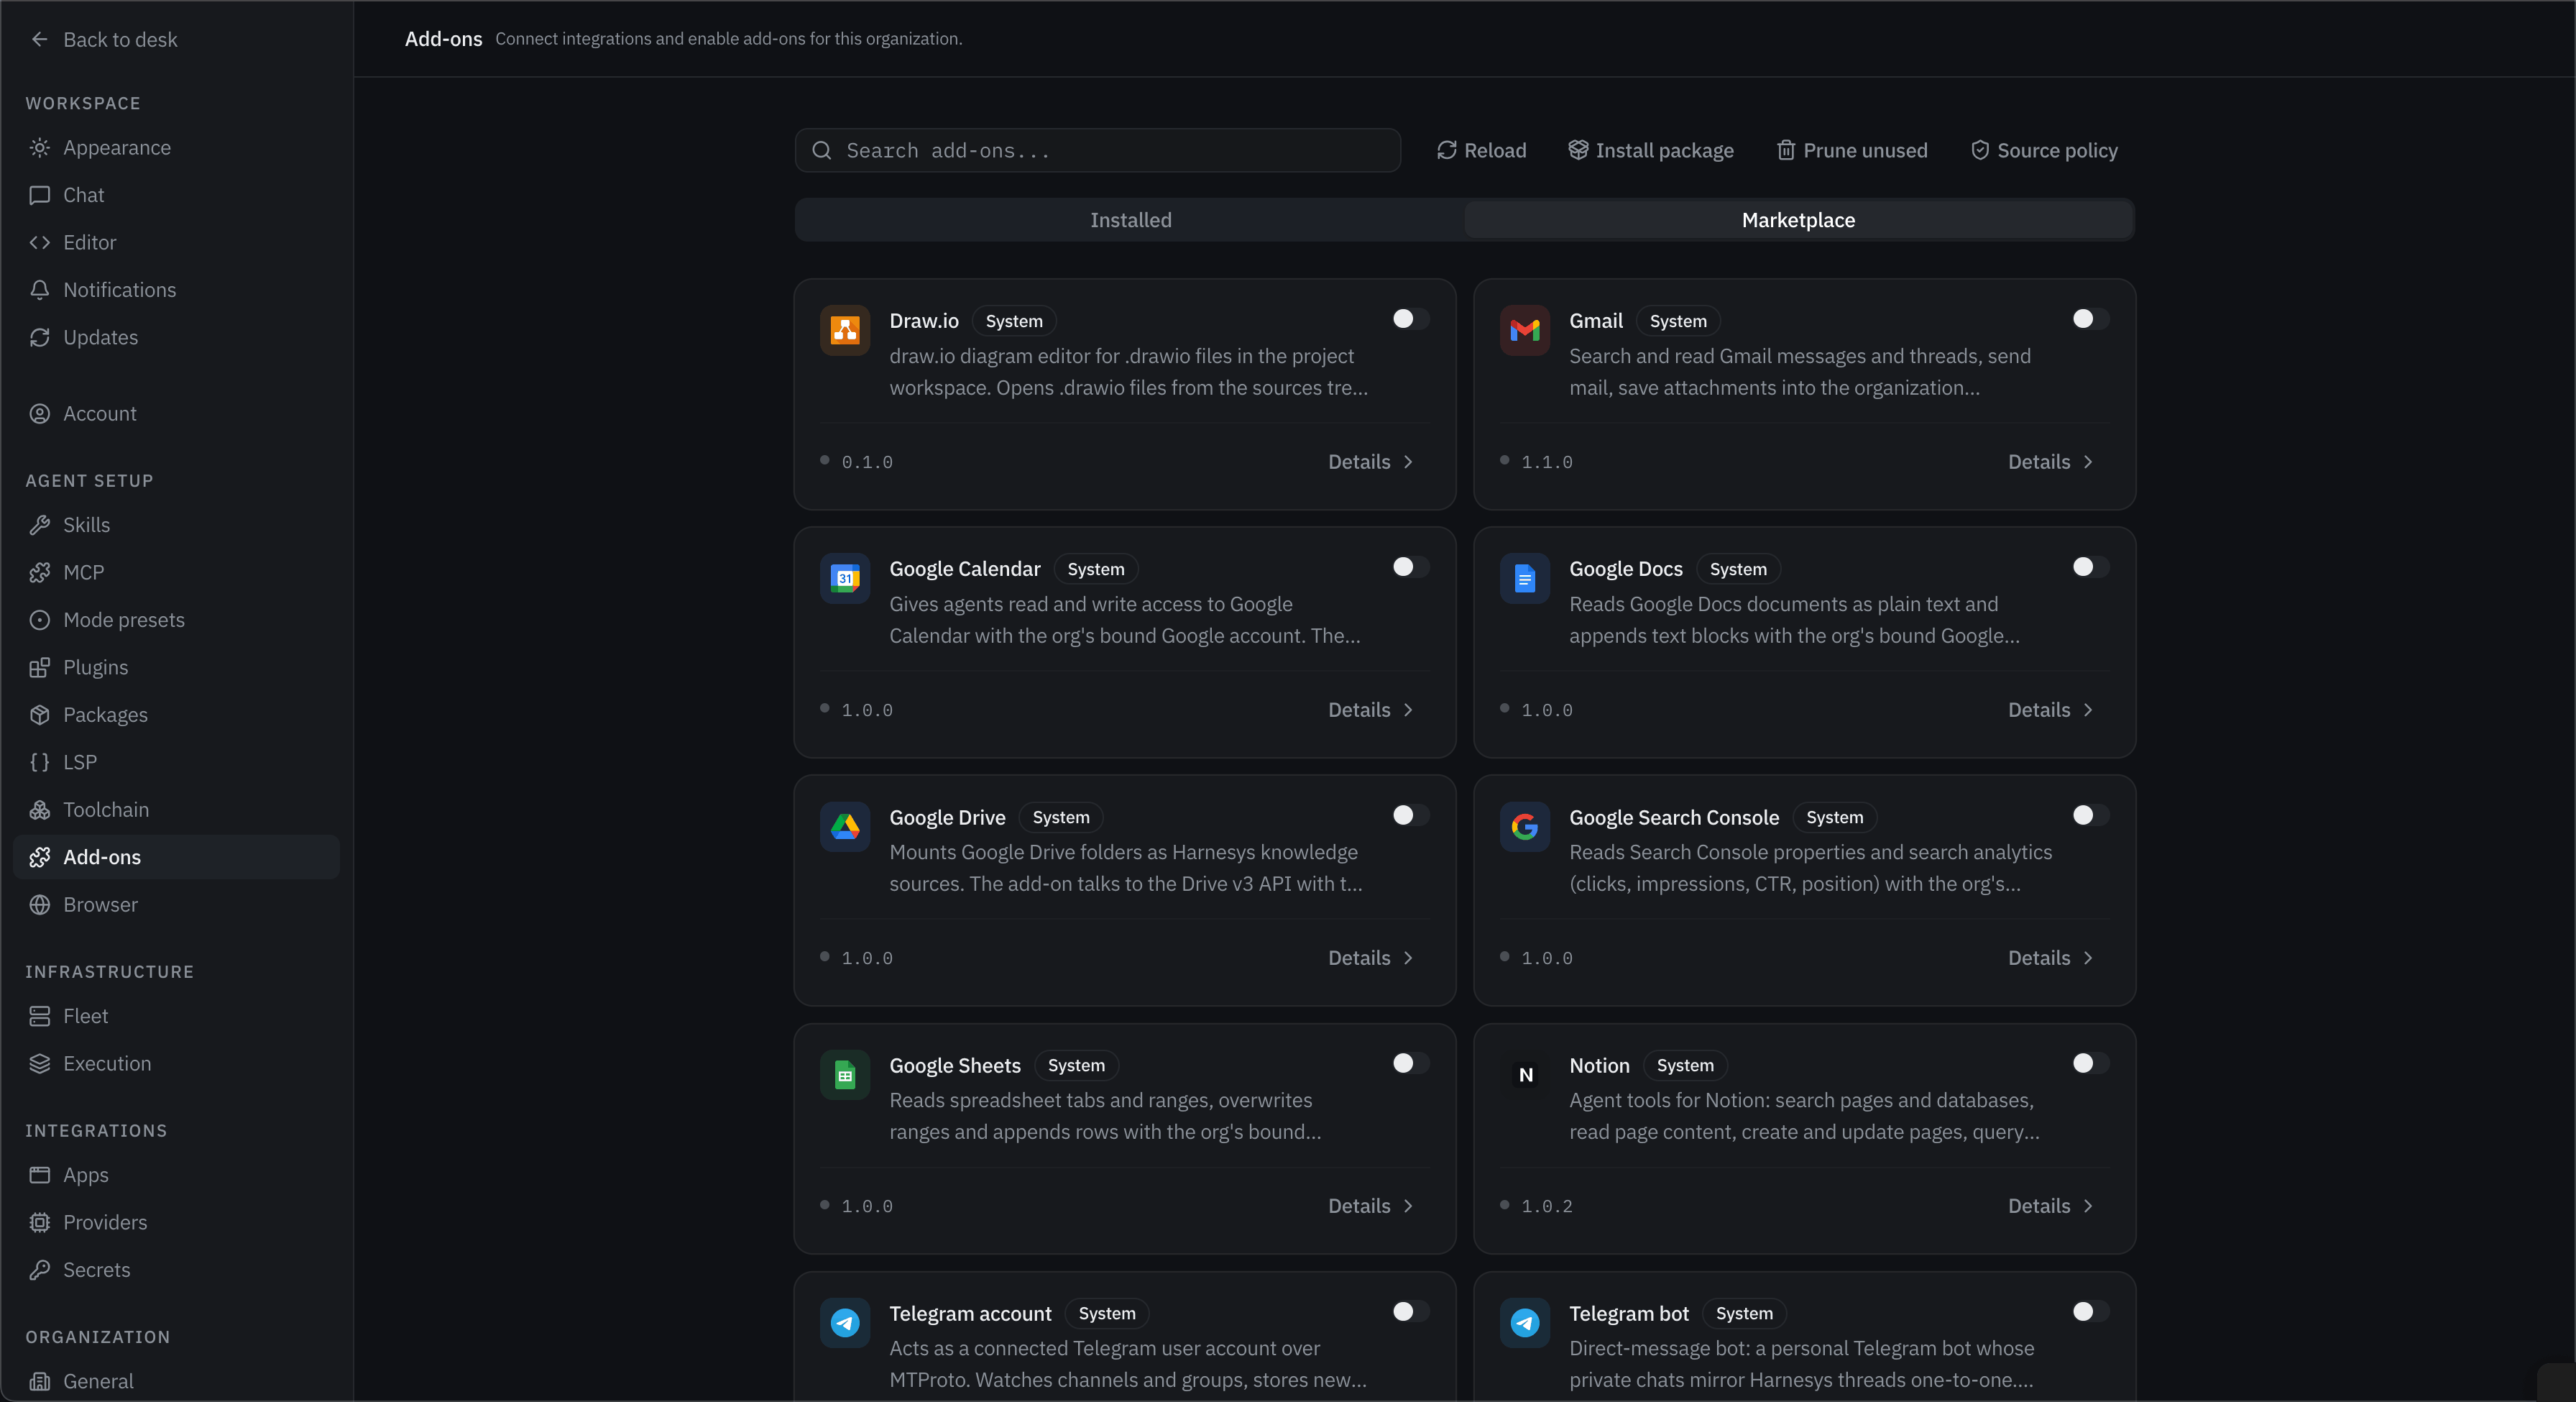 Back to desk
WORKSPACE
Appearance
Chat
Editor
Notifications
Updates
Account
AGENT SETUP
Skills
MCP
Mode presets
Plugins
Packages
LSP
Toolchain
Add-ons
Browser
INFRASTRUCTURE
Fleet
Execution
INTEGRATIONS
Apps
Providers
Secrets
ORGANIZATION
General
Add-ons Connect integrations and enable add-ons for this organization.
Search add-ons...
Reload
Install package
Prune unused
Source policy
Installed
Marketplace
Draw.io System
draw.io diagram editor for .drawio files in the project
workspace. Opens .drawio files from the sources tre...
0.1.0
Details
Gmail System
Search and read Gmail messages and threads, send
mail, save attachments into the organization...
1.1.0
Details
31
Google Calendar System
Gives agents read and write access to Google
Calendar with the org's bound Google account. The...
1.0.0
Details
Google Docs System
Reads Google Docs documents as plain text and
appends text blocks with the org's bound Google...
1.0.0
Details
Google Drive System
Mounts Google Drive folders as Harnesys knowledge
sources. The add-on talks to the Drive v3 API with t...
1.0.0
Details
Google Search Console System
Reads Search Console properties and search analytics
(clicks, impressions, CTR, position) with the org's...
1.0.0
Details
Google Sheets System
Reads spreadsheet tabs and ranges, overwrites
ranges and appends rows with the org's bound...
1.0.0
Details
N
Notion System
Agent tools for Notion: search pages and databases,
read page content, create and update pages, query...
1.0.2
Details
Telegram account System
Acts as a connected Telegram user account over
MTProto. Watches channels and groups, stores new...
Telegram bot System
Direct-message bot: a personal Telegram bot whose
private chats mirror Harnesys threads one-to-one....